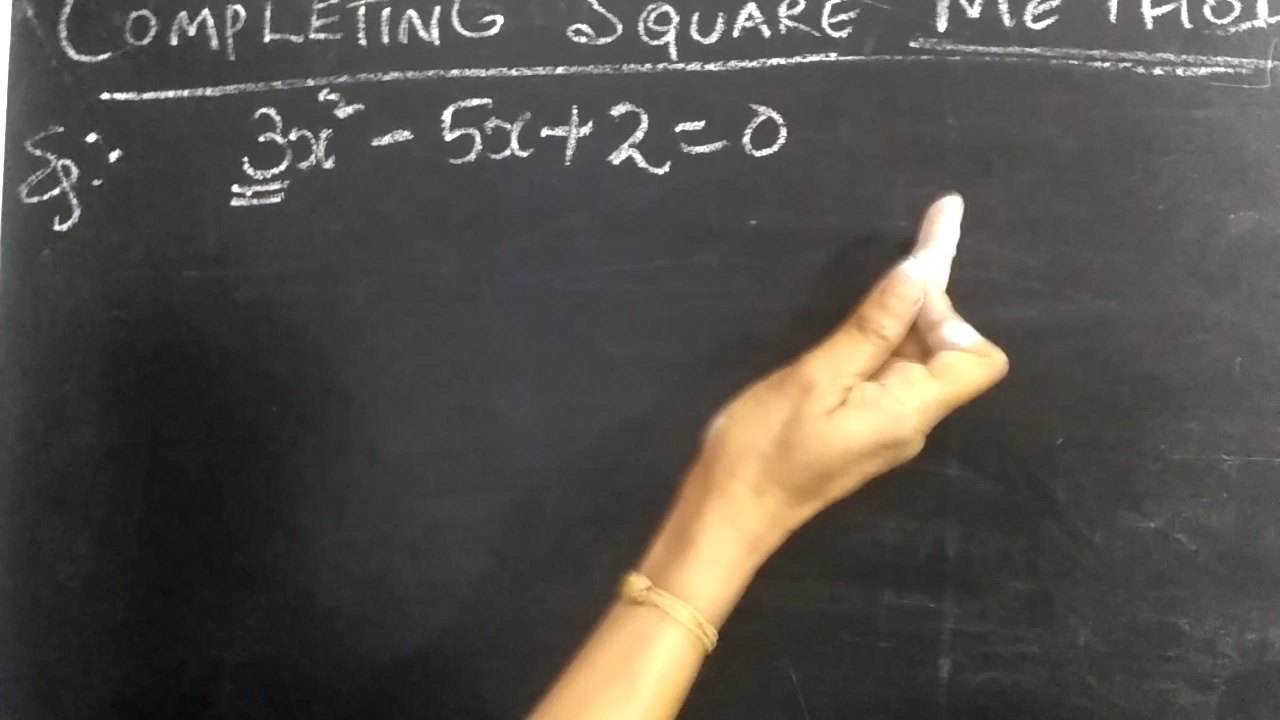 COMPLETING SQUARE METHOD
Eg:- 3x² - 5x + 2 = 0